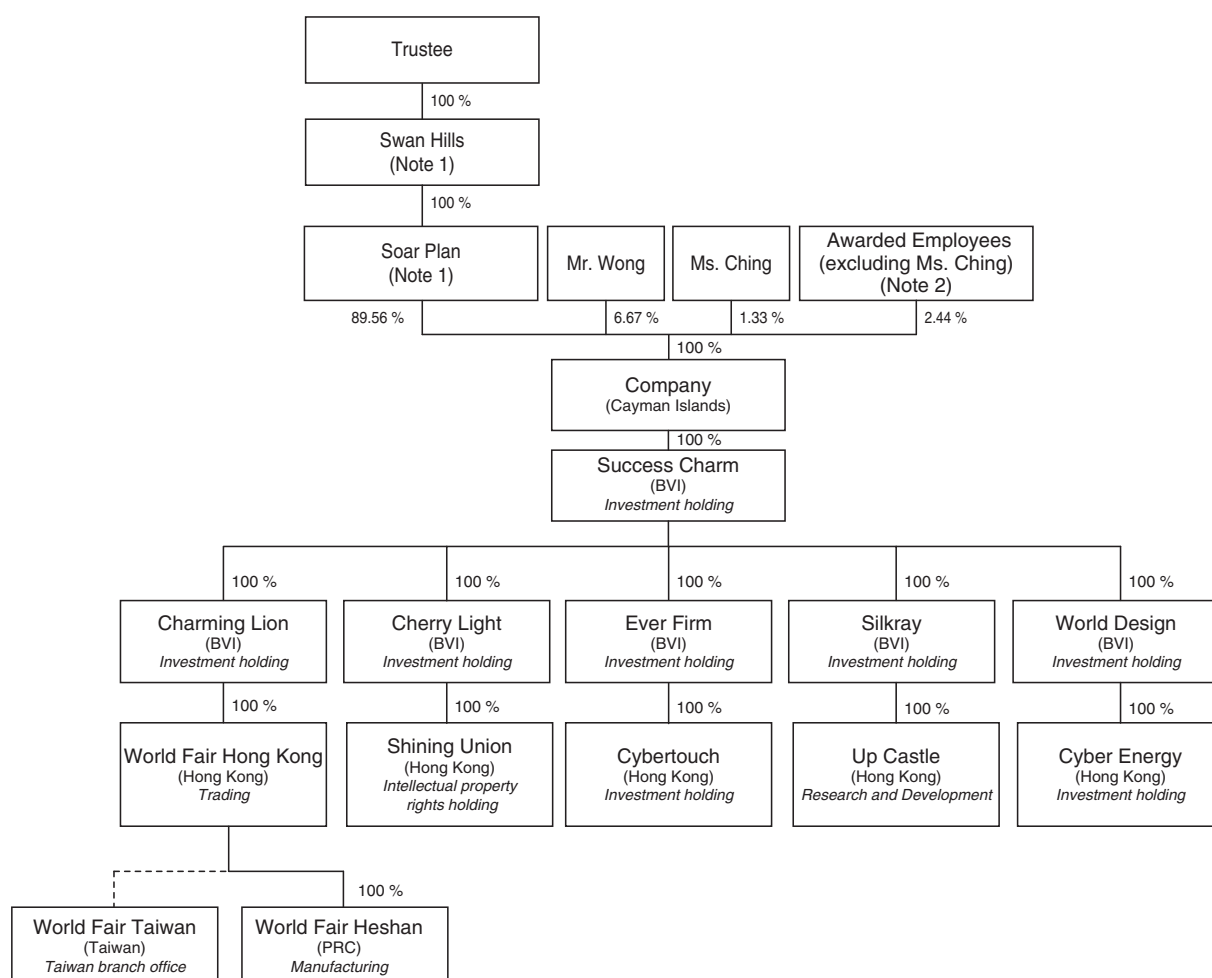 Trustee
100 %
Swan Hills
(Note 1)
100 %
Soar Plan
(Note 1)
Mr. Wong
Ms. Ching
Awarded Employees
(excluding Ms. Ching)
(Note 2)
89.56 %
6.67 %
1.33 %
2.44 %
100 %
Company
(Cayman Islands)
100 %
Success Charm
(BVI)
Investment holding
100 %
100 %
100 %
100 %
100 %
Charming Lion
(BVI)
Investment holding
Cherry Light
(BVI)
Investment holding
Ever Firm
(BVI)
Investment holding
Silkray
(BVI)
Investment holding
World Design
(BVI)
Investment holding
100 %
100 %
100 %
100 %
100 %
World Fair Hong Kong
(Hong Kong)
Trading
Shining Union
(Hong Kong)
Intellectual property
rights holding
Cybertouch
(Hong Kong)
Investment holding
Up Castle
(Hong Kong)
Research and Development
Cyber Energy
(Hong Kong)
Investment holding
100 %
World Fair Taiwan
(Taiwan)
Taiwan branch office
World Fair Heshan
(PRC)
Manufacturing